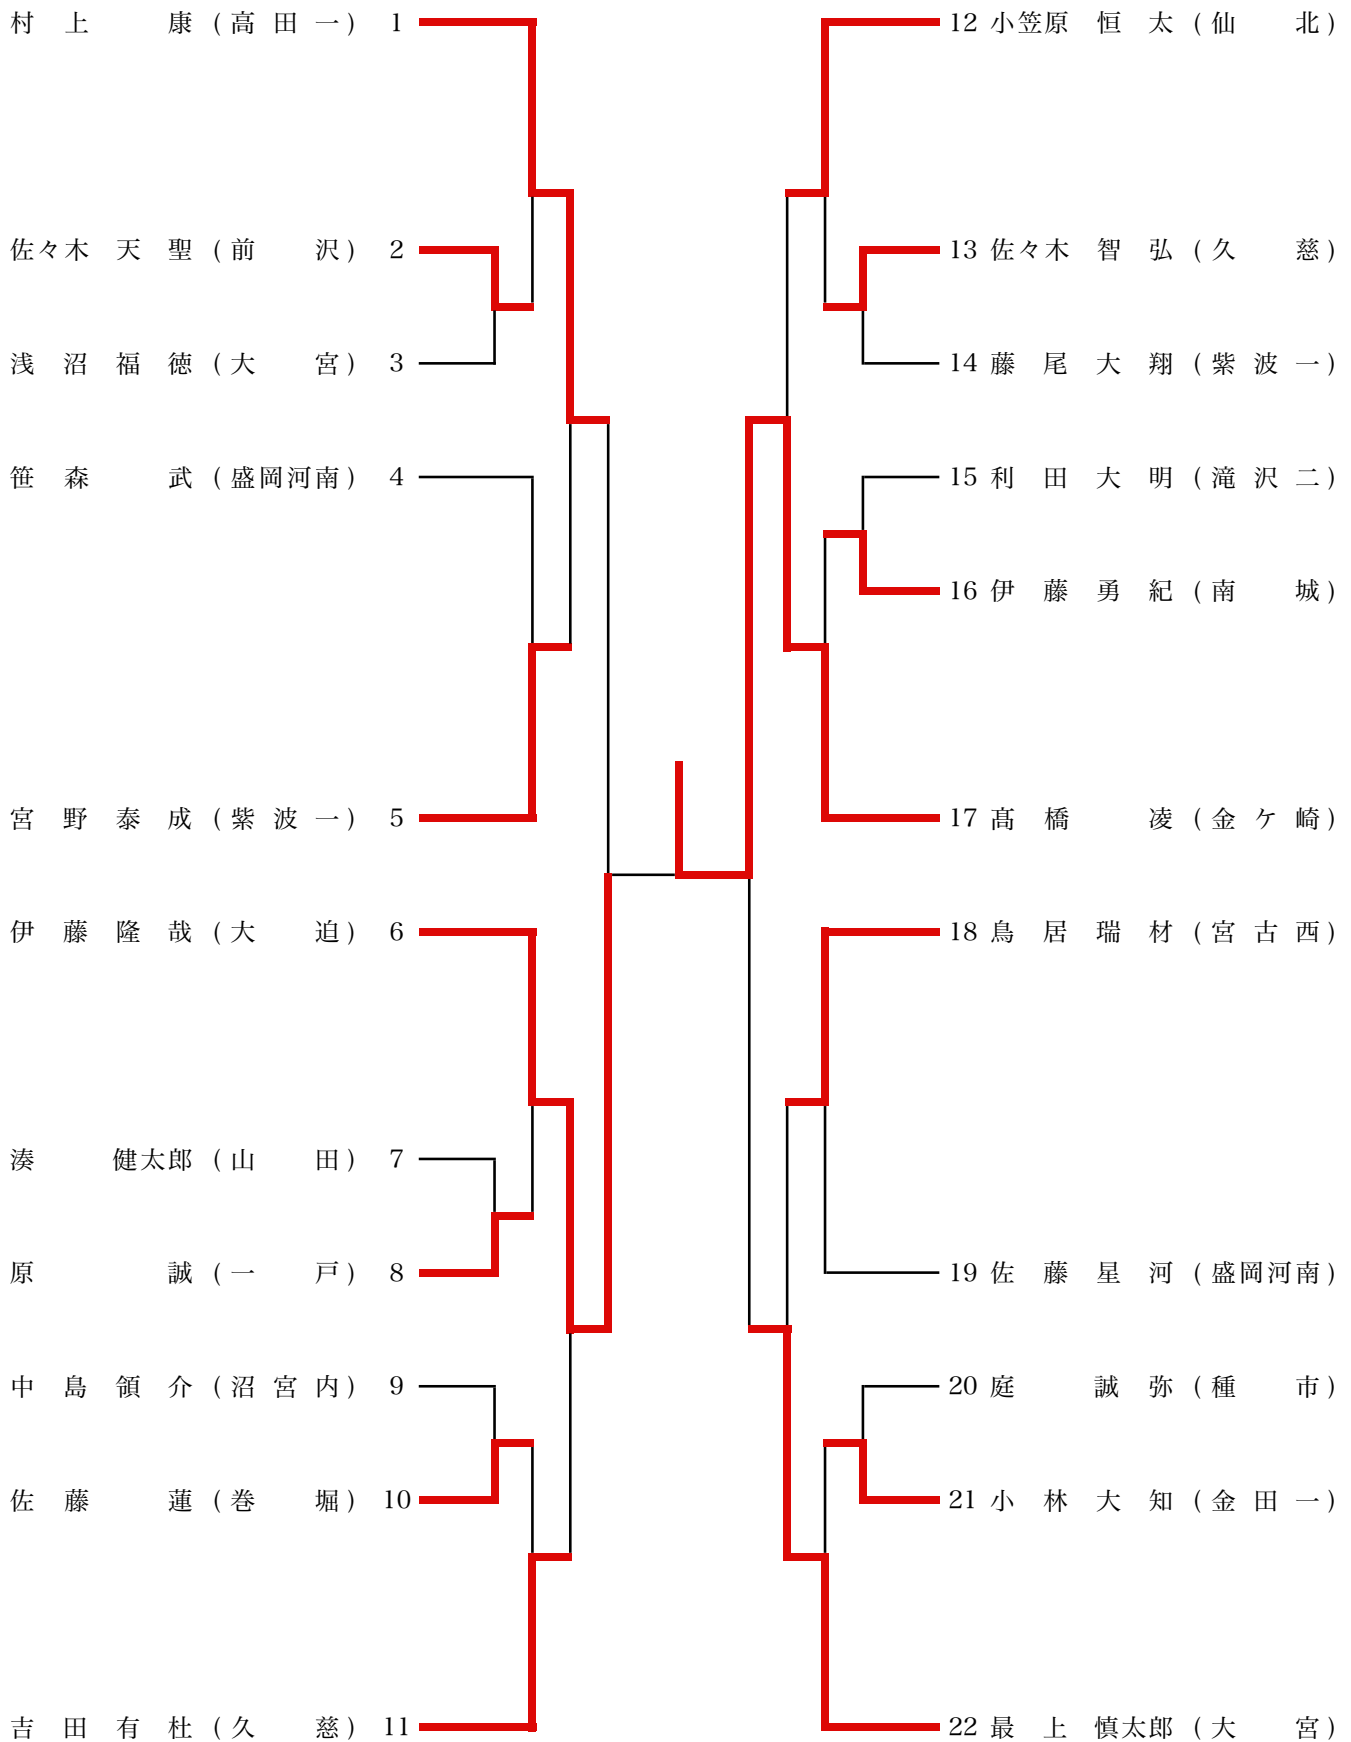 村上 康 (高田一) 1
佐々木 天聖 (前沢) 2
浅沼 福徳 (大宮) 3
笹森 武 (盛岡河南) 4
宮野 泰成 (紫波一) 5
伊藤 隆哉 (大迫) 6
湊 健太郎 (山田) 7
原 誠 (一戸) 8
中島 領介 (沼宮内) 9
佐藤 蓮 (巻堀) 10
吉田 有杜 (久慈) 11
12 小笠原 恒太 (仙北)
13 佐々木 智弘 (久慈)
14 藤尾 大翔 (紫波一)
15 利田 大明 (滝沢二)
16 伊藤 勇紀 (南城)
17 髙橋 凌 (金ケ崎)
18 鳥居 瑞材 (宮古西)
19 佐藤 星河 (盛岡河南)
20 庭 誠弥 (種市)
21 小林 大知 (金田一)
22 最上 慎太郎 (大宮)